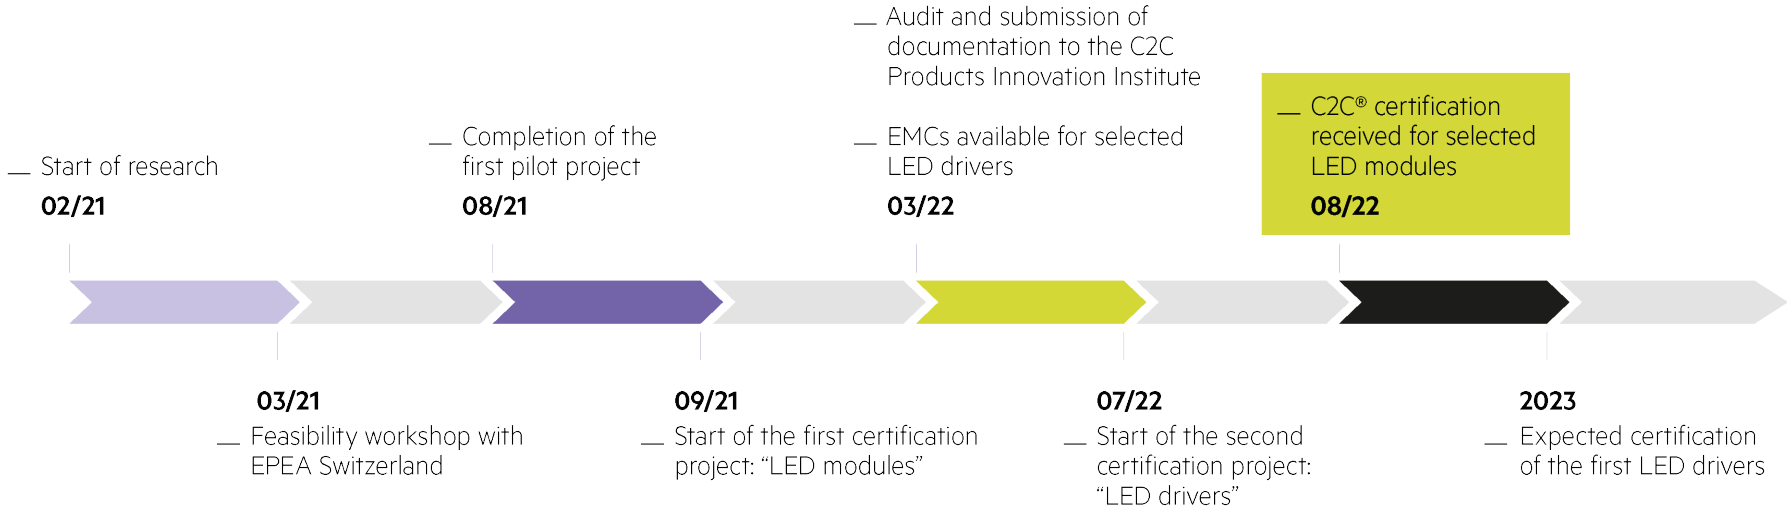 — Start of research
02/21
03/21
— Feasibility workshop with
EPEA Switzerland
— Completion of the
first pilot project
08/21
09/21
— Start of the first certification
project: “LED modules”
— Audit and submission of
documentation to the C2C
Products Innovation Institute
— EMCs available for selected
LED drivers
03/22
07/22
— Start of the second
certification project:
“LED drivers”
— C2C® certification
received for selected
LED modules
08/22
2023
— Expected certification
of the first LED drivers